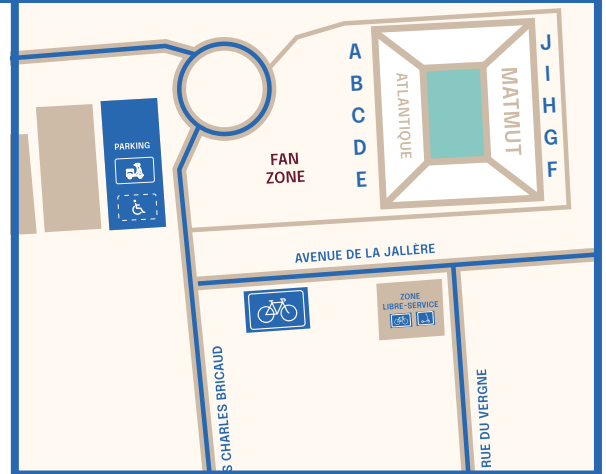 A
B
C
D
E
ATLANTIQUE
MATMUT
J
I
H
G
F
PARKING
FAN
ZONE
AVENUE DE LA JALLÈRE
ZONE
LIBRE-SERVICE
S CHARLES BRICAUD
RUE DU VERGNE